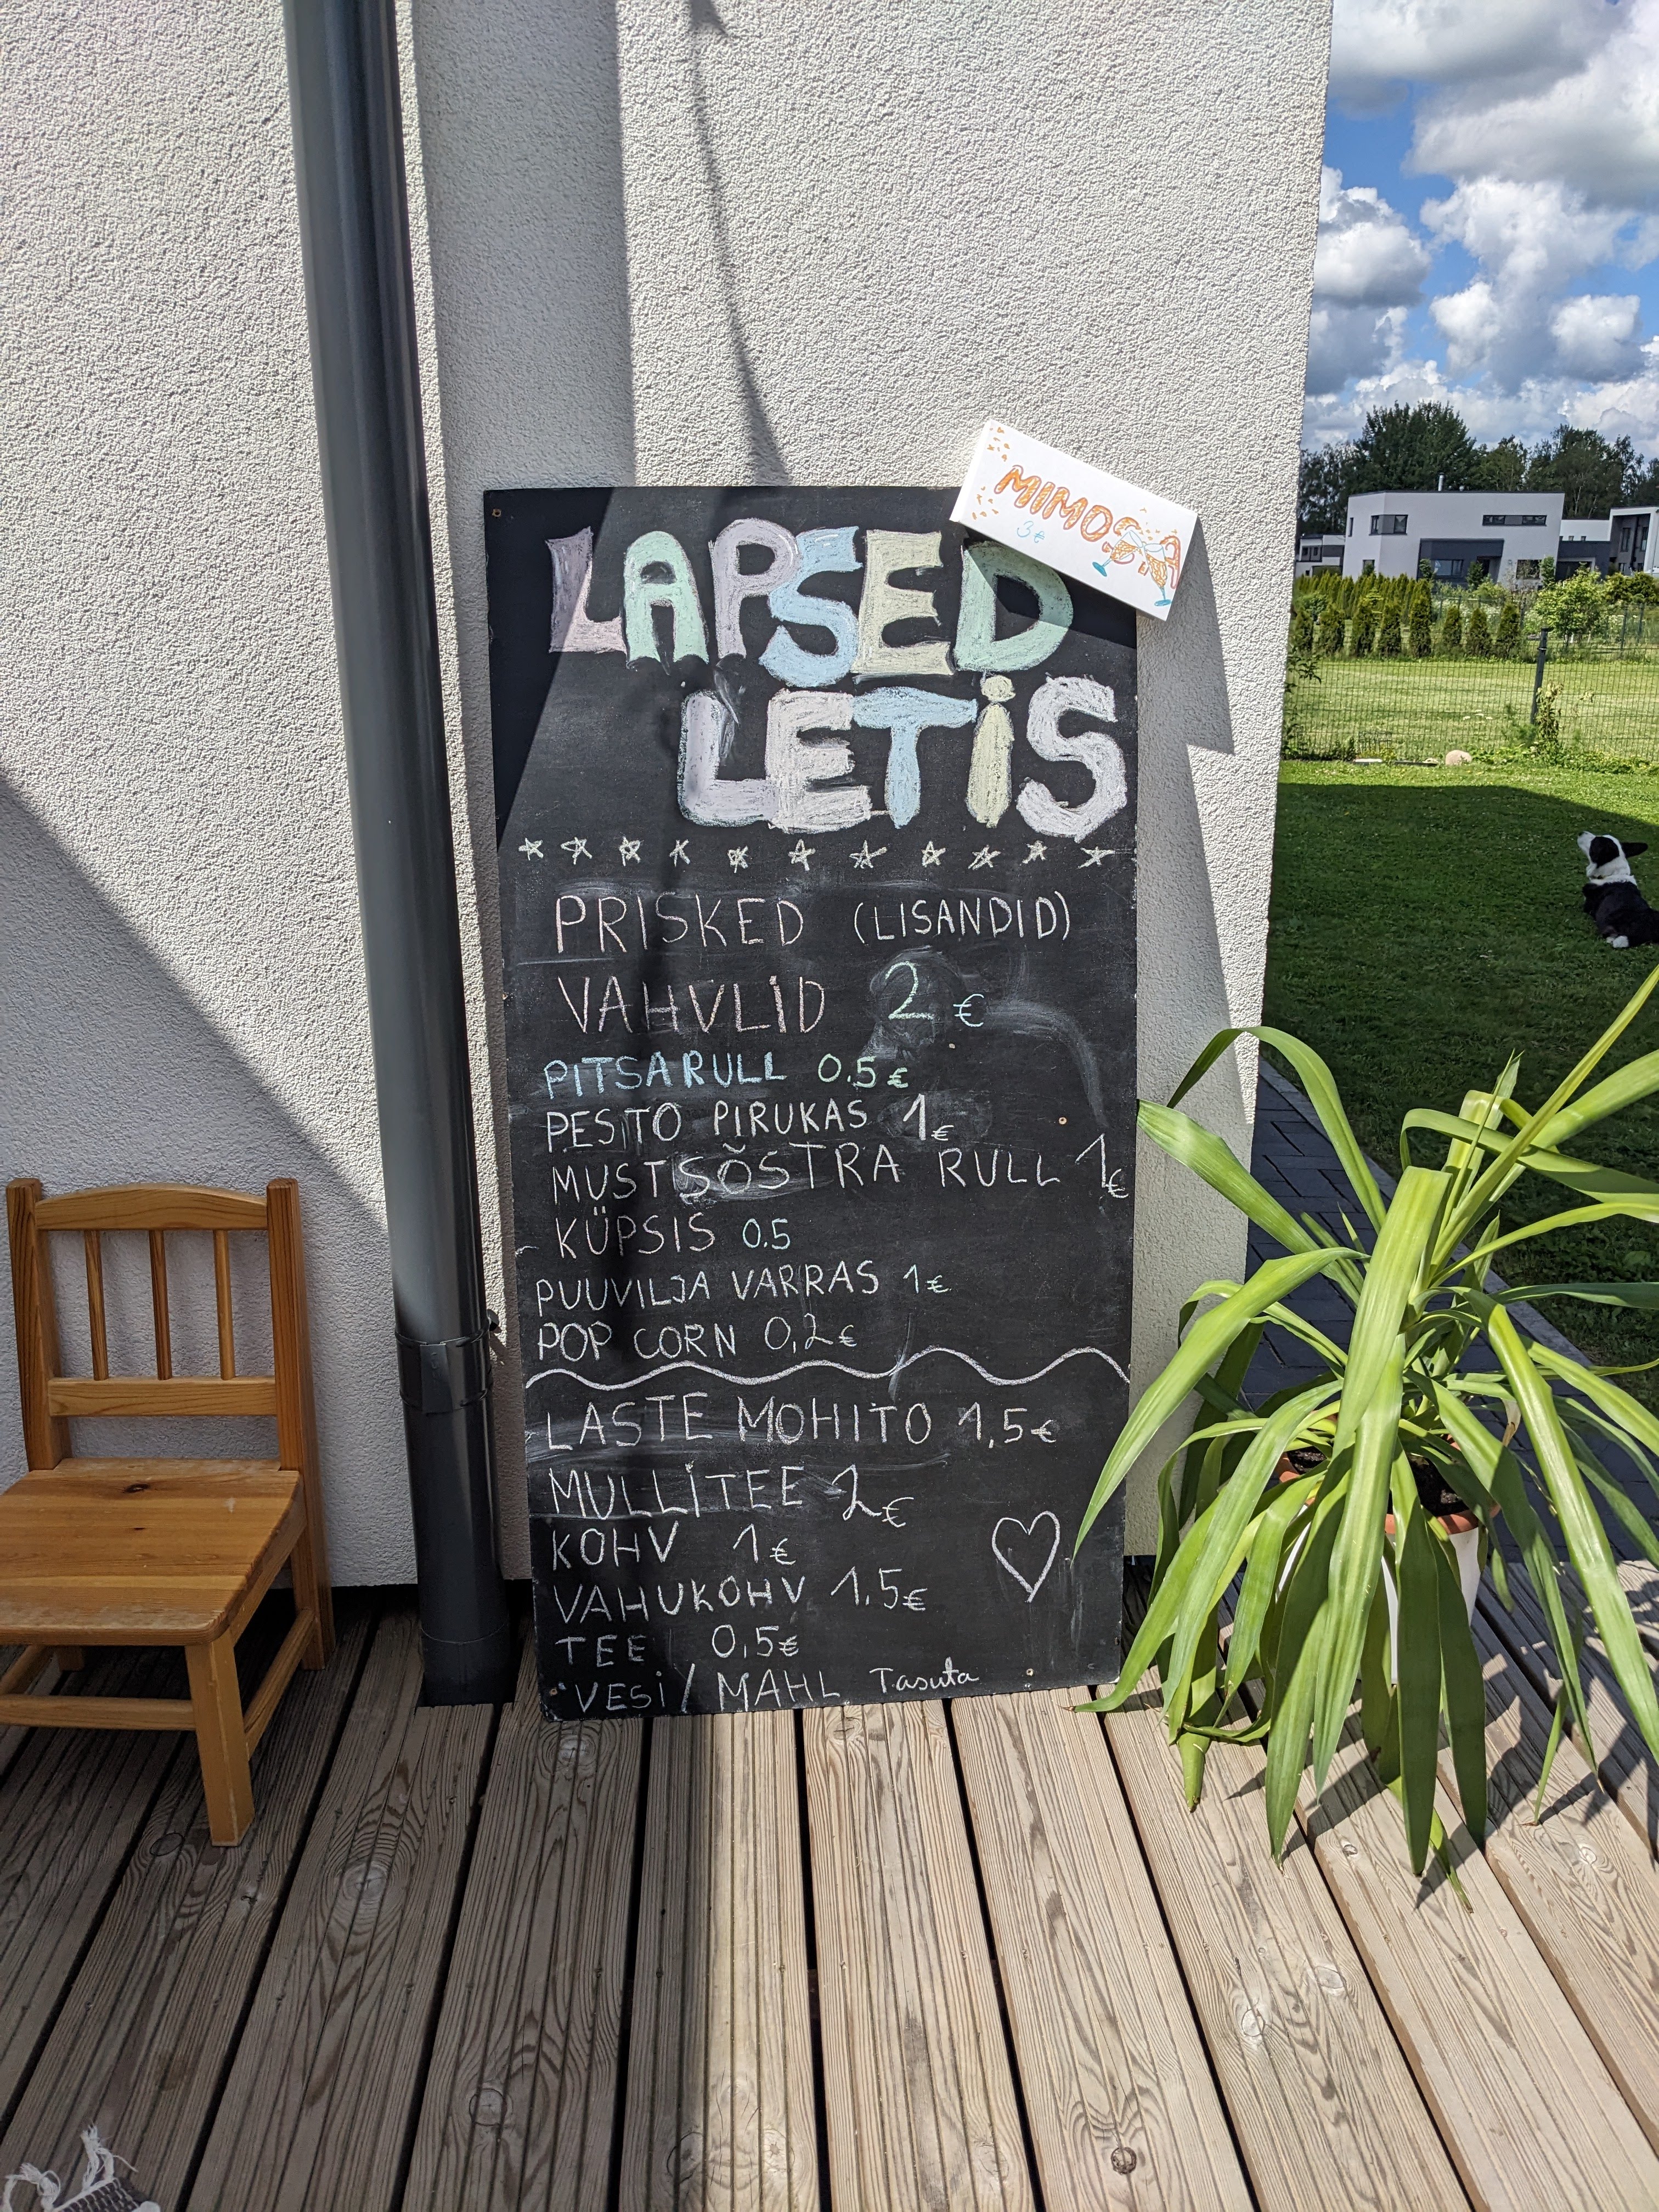 MIMOSA
3€
LAPSED
LETIS
PRISKED (LISANDID)
VAHVLID 2 €
PITSARULL 0.5€
PESTO PIRUKAS 1€
MUSTSÕSTRA RULL 1€
KÜPSIS 0.5
PUUVILJA VARRAS 1€
POP CORN 0,2€
LASTE MOHITO 1,5€
MULLITEE 2€
KOHV 1€
VAHUKOHV 1,5€
TEE 0,5€
VESI / MAHL Tasuta